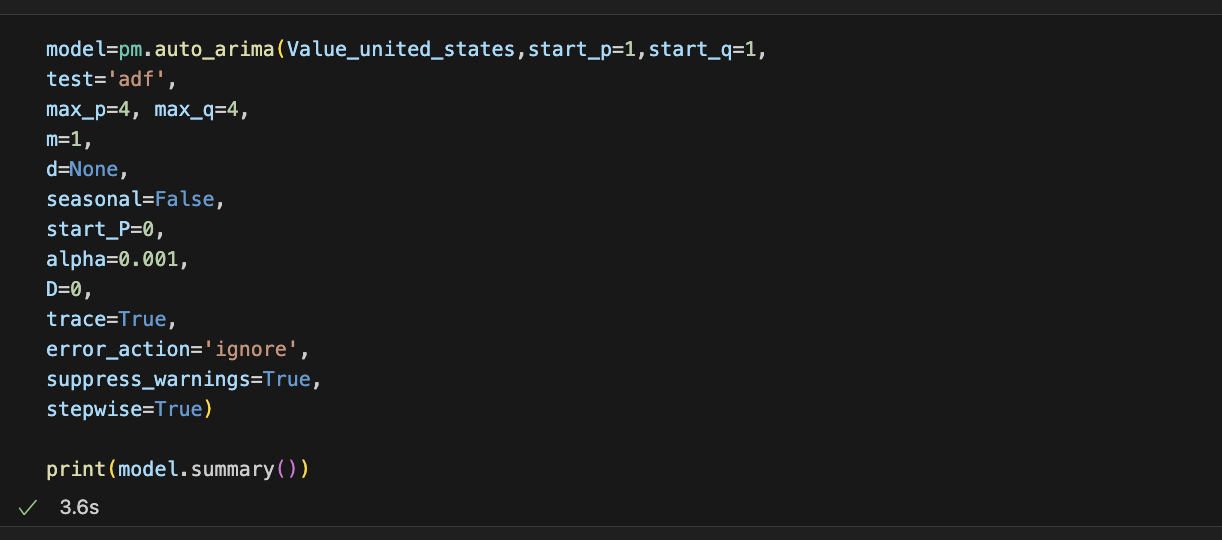 model=pm.auto_arima(Value_united_states,start_p=1,start_q=1,
test='adf',
max_p=4, max_q=4,
m=1,
d=None,
seasonal=False,
start_P=0,
alpha=0.001,
D=0,
trace=True,
error_action='ignore',
suppress_warnings=True,
stepwise=True)
print(model.summary())
3.6s